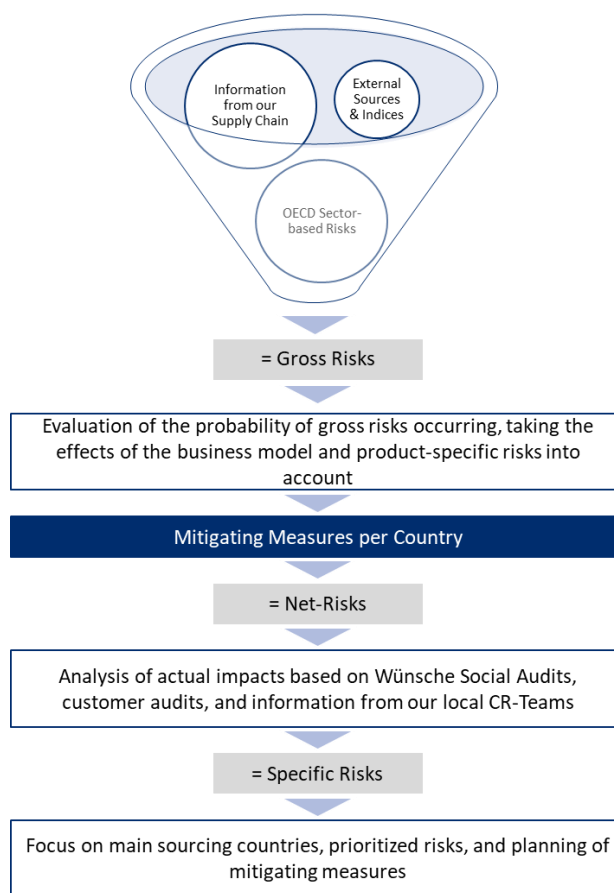 Information
from our
Supply Chain
External
Sources
& Indices
OECD Sector-
based Risks
= Gross Risks
Evaluation of the probability of gross risks occurring, taking the
effects of the business model and product-specific risks into
account
Mitigating Measures per Country
= Net-Risks
Analysis of actual impacts based on Wünsche Social Audits,
customer audits, and information from our local CR-Teams
= Specific Risks
Focus on main sourcing countries, prioritized risks, and planning of
mitigating measures